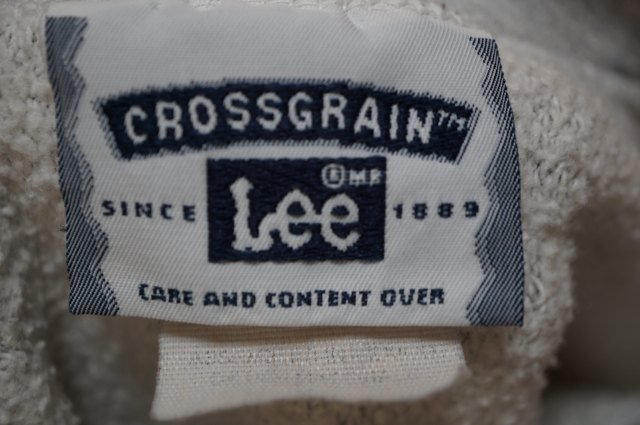 CROSSGRAIN™
®MR
SINCE Lee 1889
CARE AND CONTENT OVER